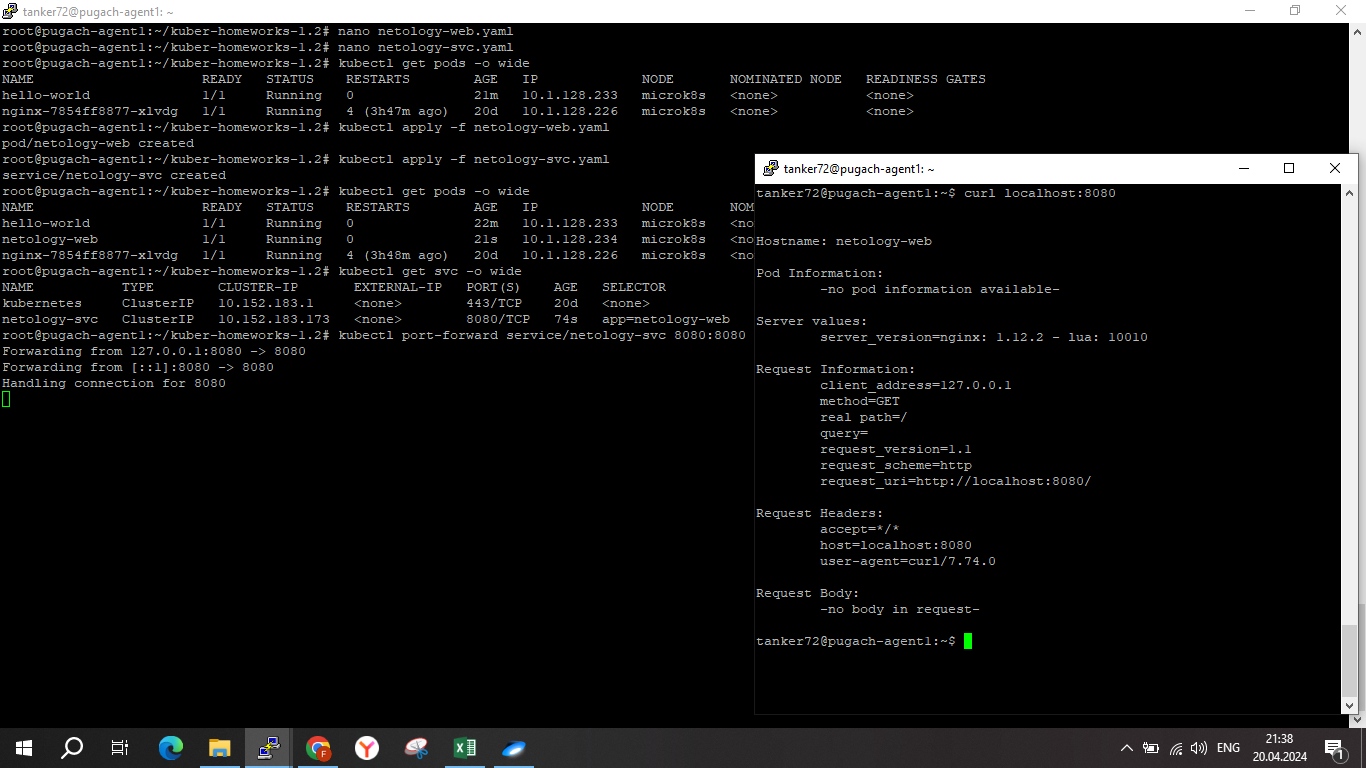 tanker72@pugach-agent1: ~
root@pugach-agent1:~/kuber-homeworks-1.2# nano netology-web.yaml
root@pugach-agent1:~/kuber-homeworks-1.2# nano netology-svc.yaml
root@pugach-agent1:~/kuber-homeworks-1.2# kubectl get pods -o wide
NAME READY STATUS RESTARTS AGE IP NODE NOMINATED NODE READINESS GATES
hello-world 1/1 Running 0 21m 10.1.128.233 microk8s <none> <none>
nginx-7854ff8877-xlvdg 1/1 Running 4 (3h47m ago) 20d 10.1.128.226 microk8s <none> <none>
root@pugach-agent1:~/kuber-homeworks-1.2# kubectl apply -f netology-web.yaml
pod/netology-web created
root@pugach-agent1:~/kuber-homeworks-1.2# kubectl apply -f netology-svc.yaml
service/netology-svc created
root@pugach-agent1:~/kuber-homeworks-1.2# kubectl get pods -o wide
NAME READY STATUS RESTARTS AGE IP NODE NOM
hello-world 1/1 Running 0 22m 10.1.128.233 microk8s <no
netology-web 1/1 Running 0 21s 10.1.128.234 microk8s <no
nginx-7854ff8877-xlvdg 1/1 Running 4 (3h48m ago) 20d 10.1.128.226 microk8s <no
root@pugach-agent1:~/kuber-homeworks-1.2# kubectl get svc -o wide
NAME TYPE CLUSTER-IP EXTERNAL-IP PORT(S) AGE SELECTOR
kubernetes ClusterIP 10.152.183.1 <none> 443/TCP 20d <none>
netology-svc ClusterIP 10.152.183.173 <none> 8080/TCP 74s app=netology-web
root@pugach-agent1:~/kuber-homeworks-1.2# kubectl port-forward service/netology-svc 8080:8080
Forwarding from 127.0.0.1:8080 -> 8080
Forwarding from [::1]:8080 -> 8080
Handling connection for 8080
tanker72@pugach-agent1: ~
tanker72@pugach-agent1:~$ curl localhost:8080
Hostname: netology-web
Pod Information:
-no pod information available-
Server values:
server_version=nginx: 1.12.2 - lua: 10010
Request Information:
client_address=127.0.0.1
method=GET
real path=/
query=
request_version=1.1
request_scheme=http
request_uri=http://localhost:8080/
Request Headers:
accept=*/*
host=localhost:8080
user-agent=curl/7.74.0
Request Body:
-no body in request-
tanker72@pugach-agent1:~$
ENG
21:38
20.04.2024
1